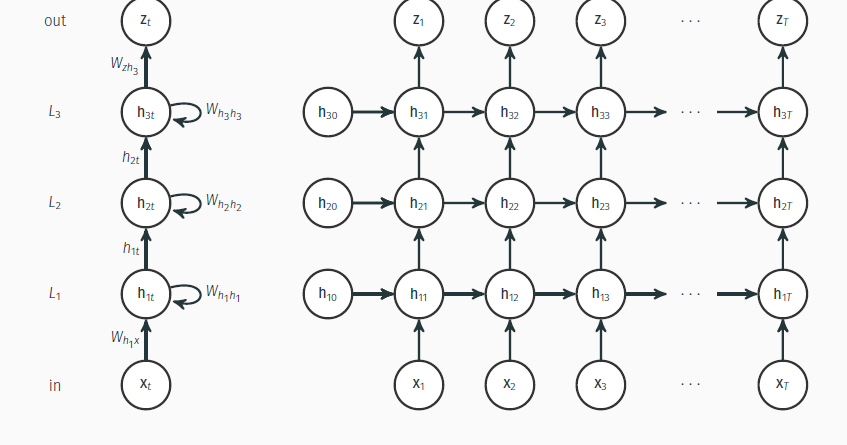 out z_t z_1 z_2 z_3 · · · z_T
W_{zh_3}
L_3 h_{3t} W_{h_3h_3} h_{30} h_{31} h_{32} h_{33} · · · h_{3T}
h_{2t}
L_2 h_{2t} W_{h_2h_2} h_{20} h_{21} h_{22} h_{23} · · · h_{2T}
h_{1t}
L_1 h_{1t} W_{h_1h_1} h_{10} h_{11} h_{12} h_{13} · · · h_{1T}
W_{h_1x}
in x_t x_1 x_2 x_3 · · · x_T